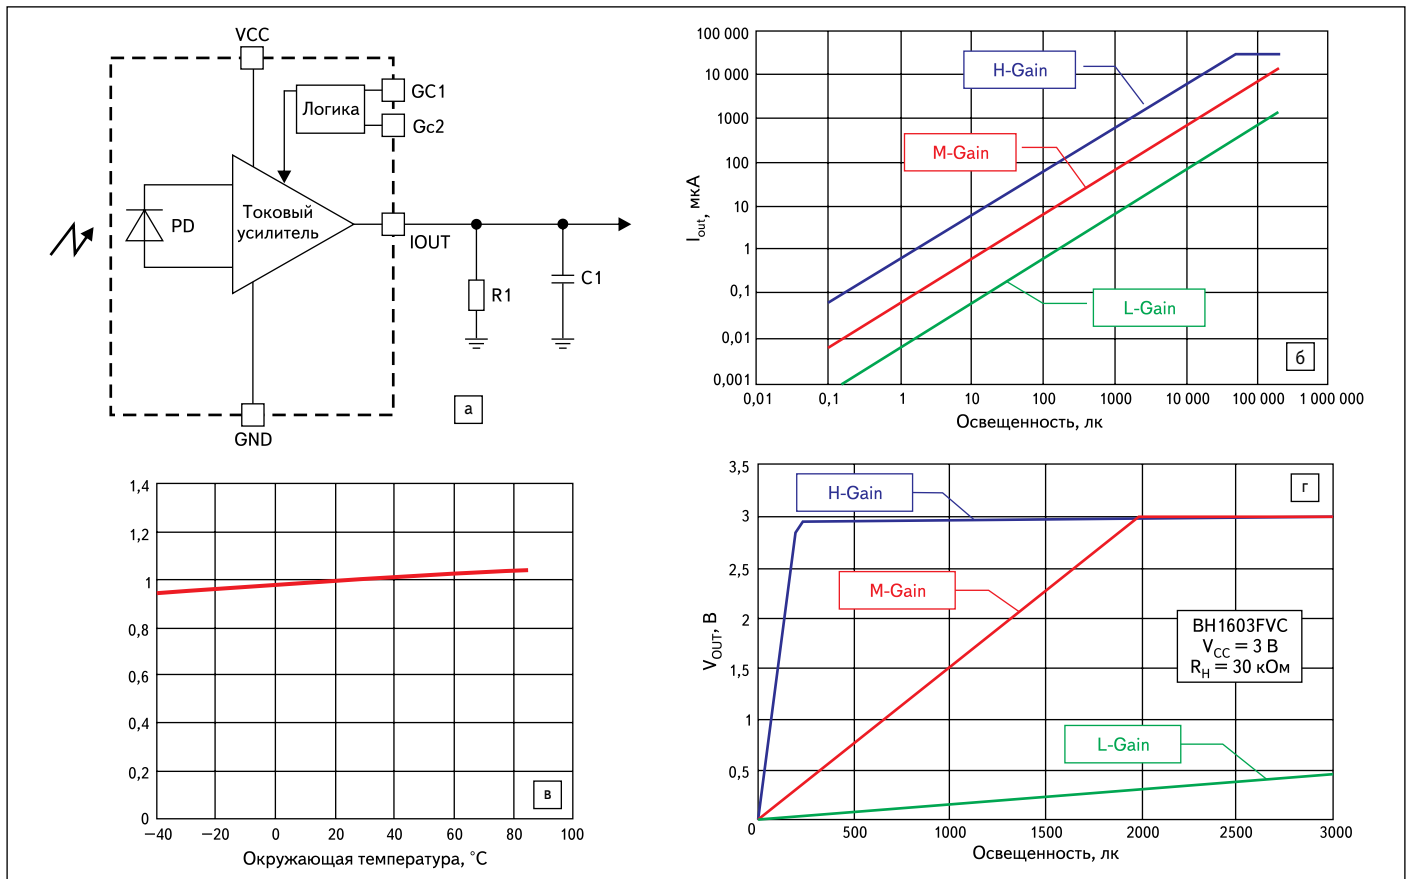 VCC
GC1
Логика
Gc2
Токовый
усилитель
PD
IOUT
R1
C1
GND
а
100 000
10 000
1000
100
10
1
0,1
0,01
0,001
I_out, мкА
H-Gain
M-Gain
L-Gain
б
0,01 0,1 1 10 100 1000 10 000 100 000 1 000 000
Освещенность, лк
1,4
1,2
1
0,8
0,6
0,4
0,2
0
в
–40 –20 0 20 40 60 80 100
Окружающая температура, °C
3,5
3
2,5
2
1,5
1
0,5
0
V_OUT, В
H-Gain
г
M-Gain
BH1603FVC
V_CC = 3 В
R_H = 30 кОм
L-Gain
500 1000 1500 2000 2500 3000
Освещенность, лк